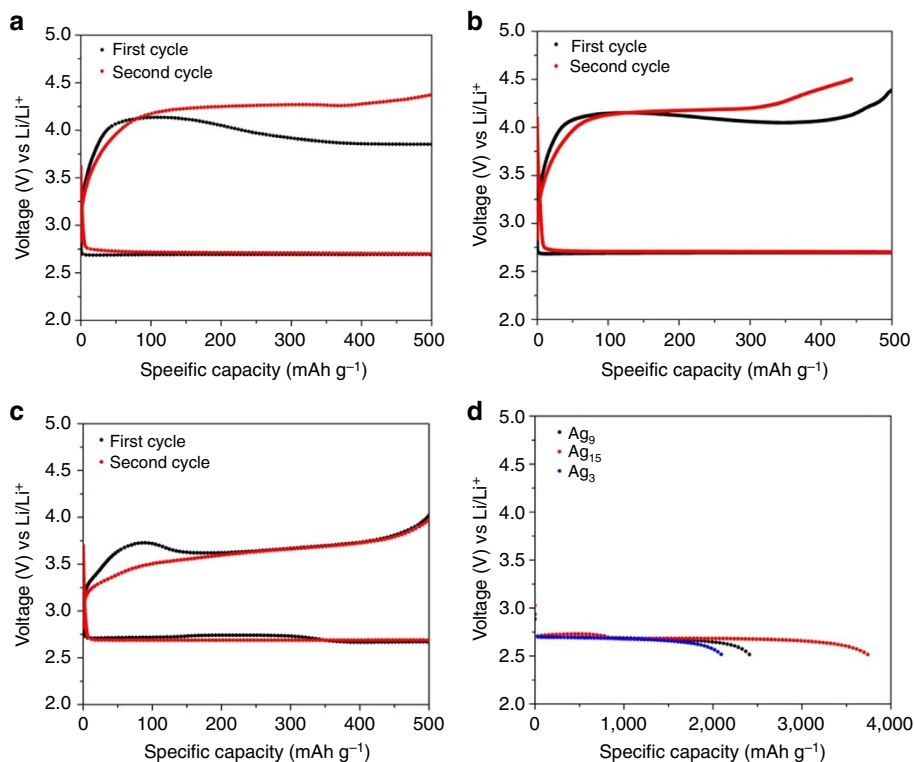 a
5.0
4.5
4.0
3.5
3.0
2.5
2.0
Voltage (V) vs Li/Li⁺
First cycle
Second cycle
0
100
200
300
400
500
Speeific capacity (mAh g⁻¹)
b
5.0
4.5
4.0
3.5
3.0
2.5
2.0
Voltage (V) vs Li/Li⁺
First cycle
Second cycle
0
100
200
300
400
500
Specific capacity (mAh g⁻¹)
c
5.0
4.5
4.0
3.5
3.0
2.5
2.0
Voltage (V) vs Li/Li⁺
First cycle
Second cycle
0
100
200
300
400
500
Specific capacity (mAh g⁻¹)
d
5.0
4.5
4.0
3.5
3.0
2.5
2.0
Voltage (V) vs Li/Li⁺
Ag₉
Ag₁₅
Ag₃
0
1,000
2,000
3,000
4,000
Specific capacity (mAh g⁻¹)